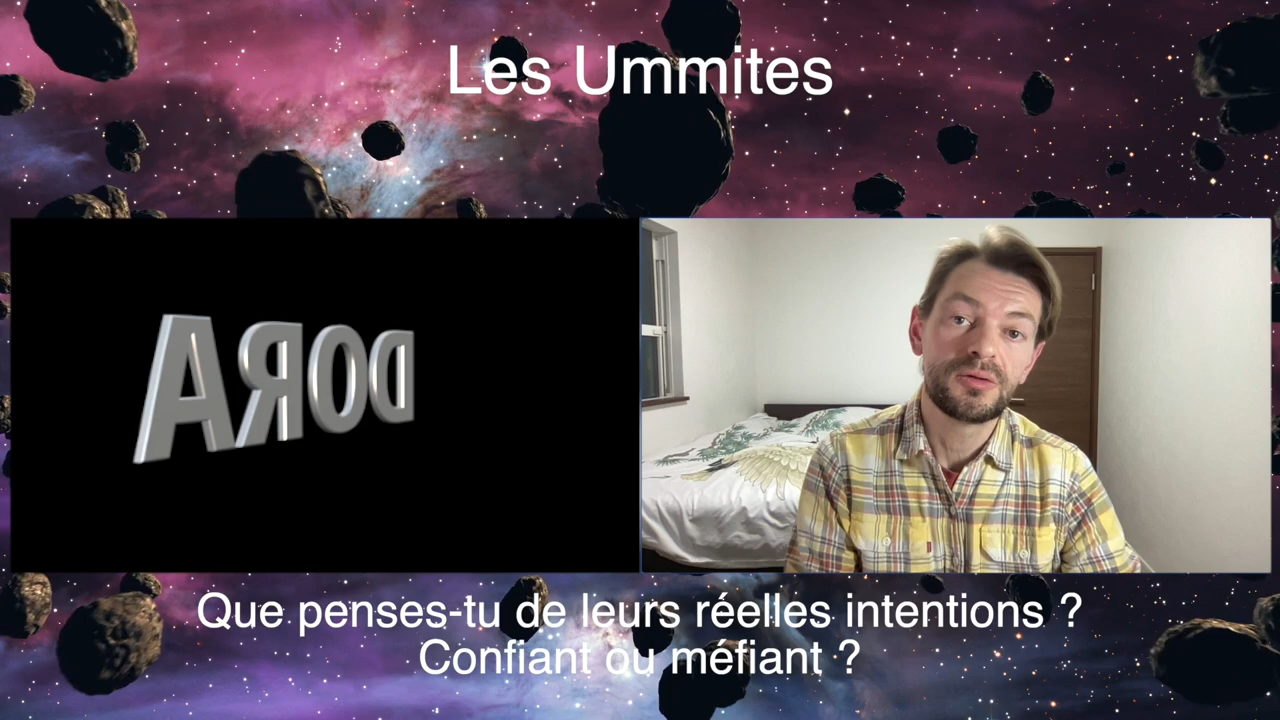 Les Ummites
DORA
Que penses-tu de leurs réelles intentions ?
Confiant ou méfiant ?